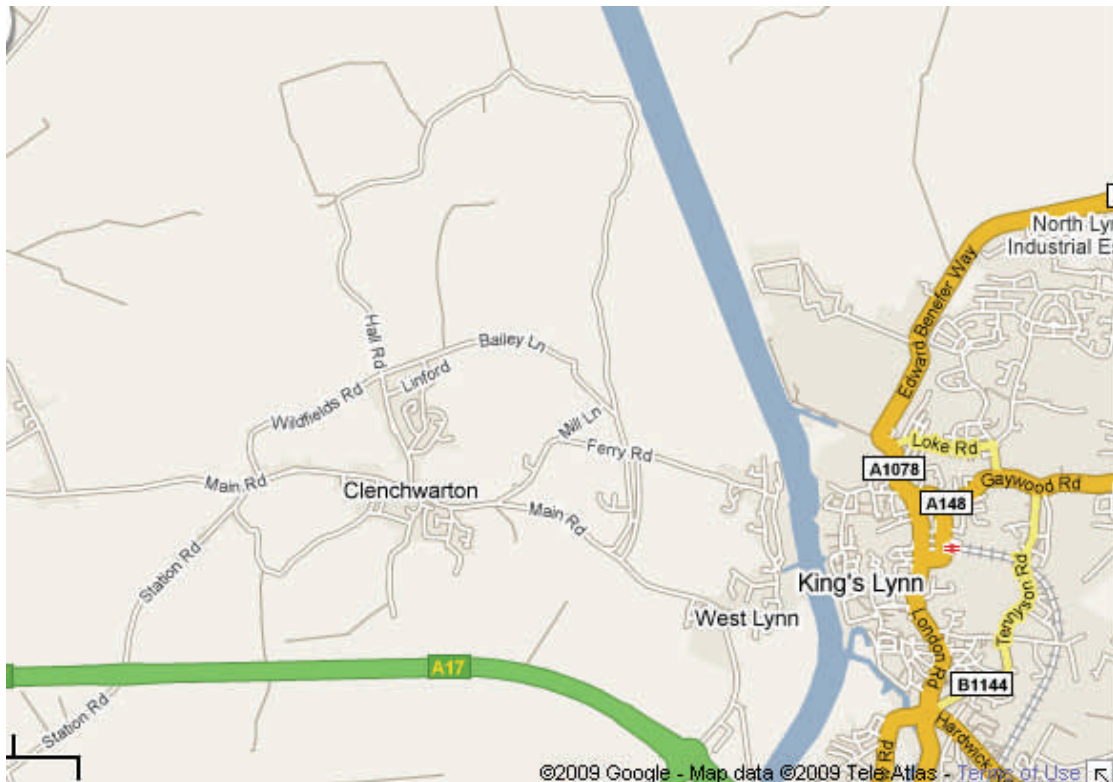 North Ly
Industrial E
Edward Benefer Way
Hall Rd
Bailey Ln
Linford
Wildfields Rd
Mill Ln
Ferry Rd
Loke Rd
A1078
Gaywood Rd
Main Rd
Clenchwarton
A148
Main Rd
Station Rd
King's Lynn
Tennyson Rd
West Lynn
London Rd
A17
B1144
Station Rd
Hardwick
Rd
©2009 Google - Map data ©2009 Tele Atlas - Terms of Use